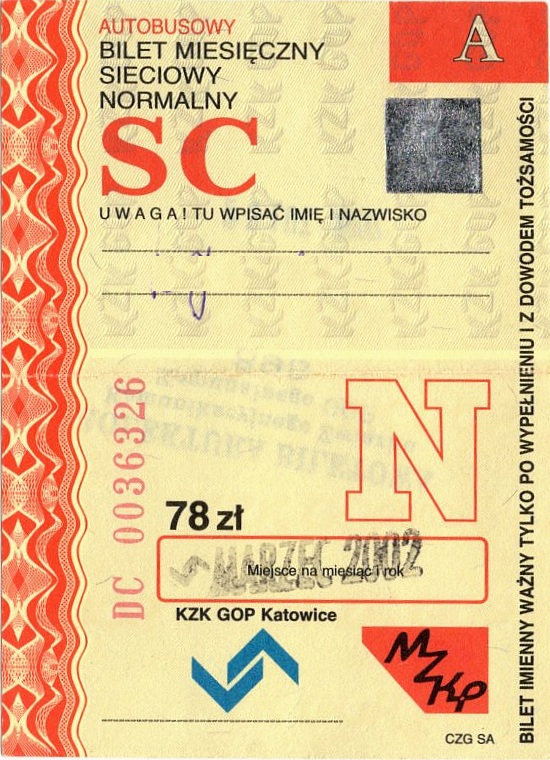 AUTOBUSOWY
BILET MIESIĘCZNY
SIECIOWY
NORMALNY
SC
A
UWAGA! TU WPISAĆ IMIĘ I NAZWISKO
DC 0036326
N
78 zł
MARZEC 2002
Miejsce na miesiąc i rok
KZK GOP Katowice
MZKP
CZG SA
BILET IMIENNY WAŻNY TYLKO PO WYPEŁNIENIU I Z DOWODEM TOŻSAMOŚCI